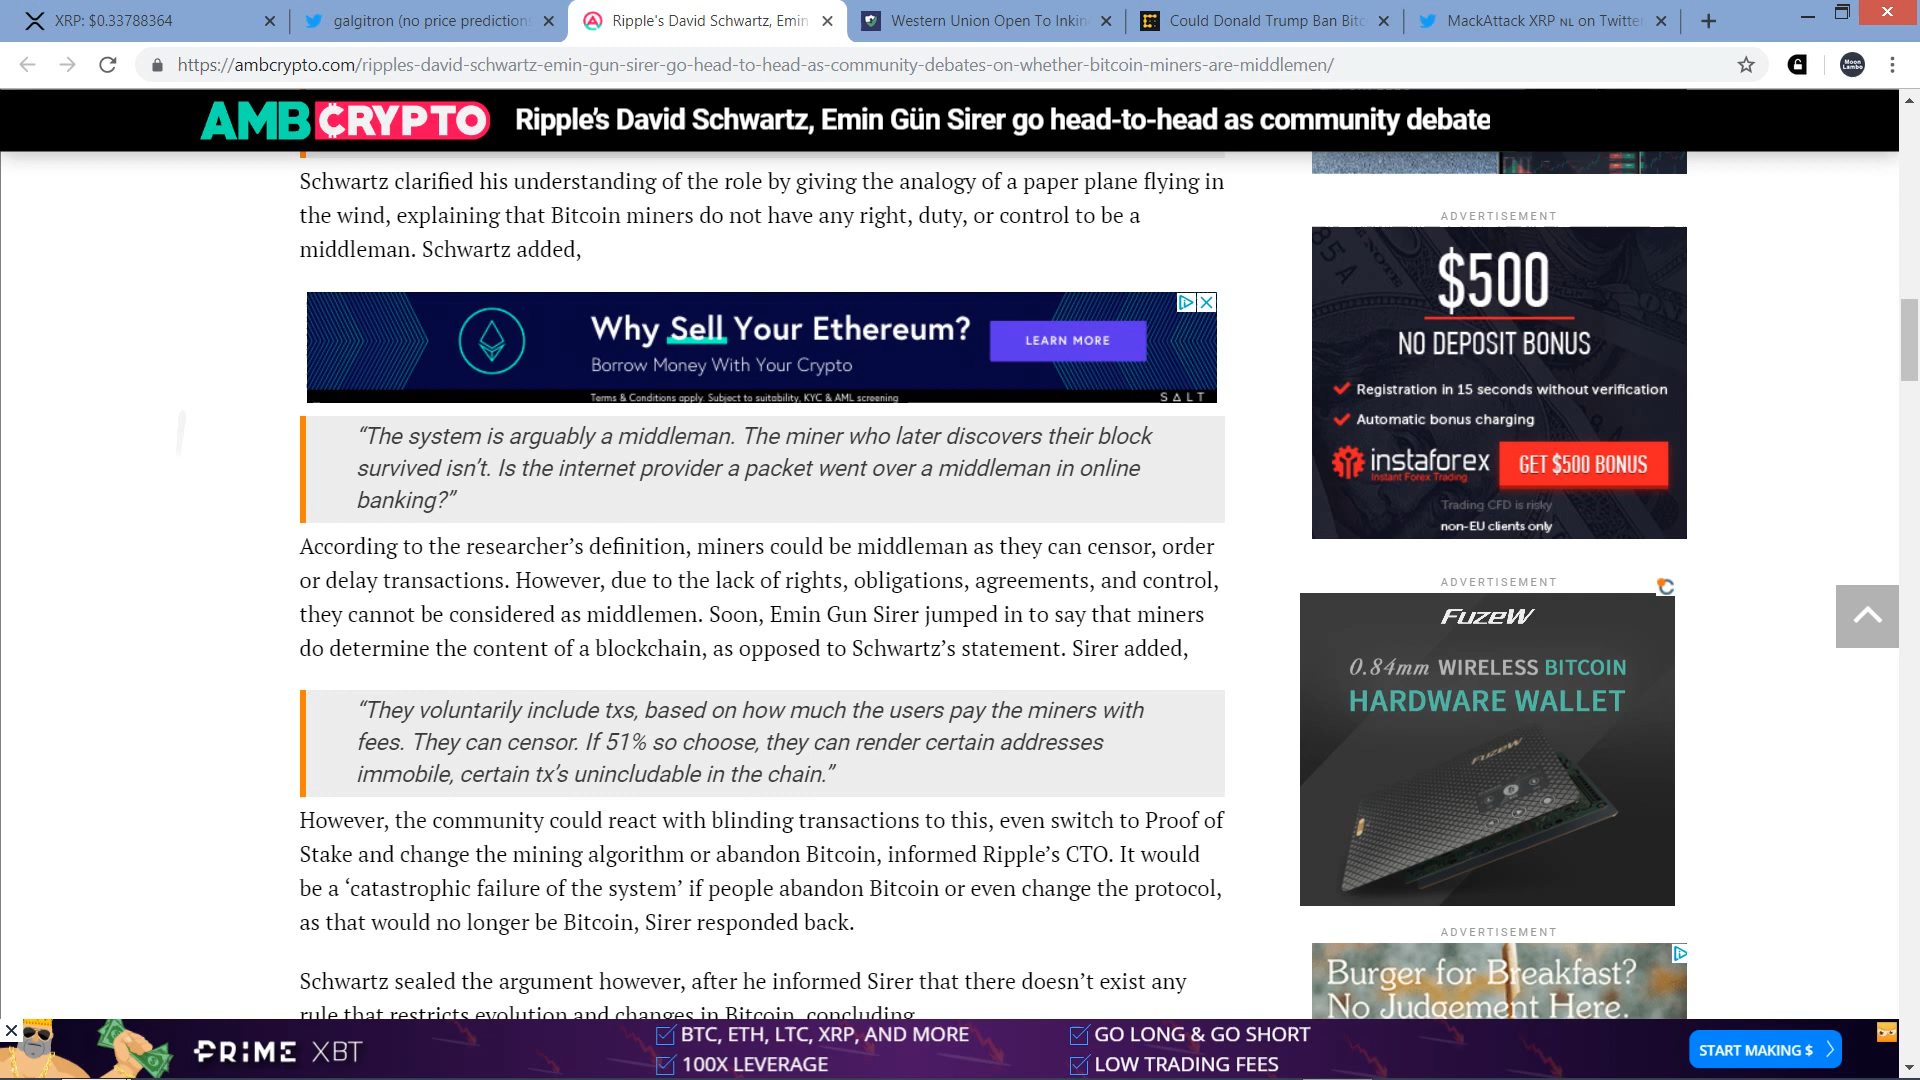 XRP: $0.33788364
galgitron (no price predictions
Ripple's David Schwartz, Emin
Western Union Open To Inkin
Could Donald Trump Ban Bitc
MackAttack XRP NL on Twitter
https://ambcrypto.com/ripples-david-schwartz-emin-gun-sirer-go-head-to-head-as-community-debates-on-whether-bitcoin-miners-are-middlemen/
AMBCRYPTO
Ripple's David Schwartz, Emin Gün Sirer go head-to-head as community debate
Schwartz clarified his understanding of the role by giving the analogy of a paper plane flying in
the wind, explaining that Bitcoin miners do not have any right, duty, or control to be a
middleman. Schwartz added,
Why Sell Your Ethereum?
Borrow Money With Your Crypto
LEARN MORE
Terms & Conditions apply. Subject to suitability, KYC & AML screening
SALT
“The system is arguably a middleman. The miner who later discovers their block
survived isn’t. Is the internet provider a packet went over a middleman in online
banking?”
According to the researcher’s definition, miners could be middleman as they can censor, order
or delay transactions. However, due to the lack of rights, obligations, agreements, and control,
they cannot be considered as middlemen. Soon, Emin Gun Sirer jumped in to say that miners
do determine the content of a blockchain, as opposed to Schwartz’s statement. Sirer added,
“They voluntarily include txs, based on how much the users pay the miners with
fees. They can censor. If 51% so choose, they can render certain addresses
immobile, certain tx’s unincludable in the chain.”
However, the community could react with blinding transactions to this, even switch to Proof of
Stake and change the mining algorithm or abandon Bitcoin, informed Ripple’s CTO. It would
be a ‘catastrophic failure of the system’ if people abandon Bitcoin or even change the protocol,
as that would no longer be Bitcoin, Sirer responded back.
Schwartz sealed the argument however, after he informed Sirer that there doesn’t exist any
rule that restricts evolution and changes in Bitcoin, concluding
ADVERTISEMENT
$500
NO DEPOSIT BONUS
Registration in 15 seconds without verification
Automatic bonus charging
instaforex
Instant Forex Trading
GET $500 BONUS
Trading CFD is risky
non-EU clients only
ADVERTISEMENT
FUZEW
0.84mm WIRELESS BITCOIN
HARDWARE WALLET
FUZEW
ADVERTISEMENT
Burger for Breakfast?
No Judgement Here.
PRIME XBT
BTC, ETH, LTC, XRP, AND MORE
100X LEVERAGE
GO LONG & GO SHORT
LOW TRADING FEES
START MAKING $